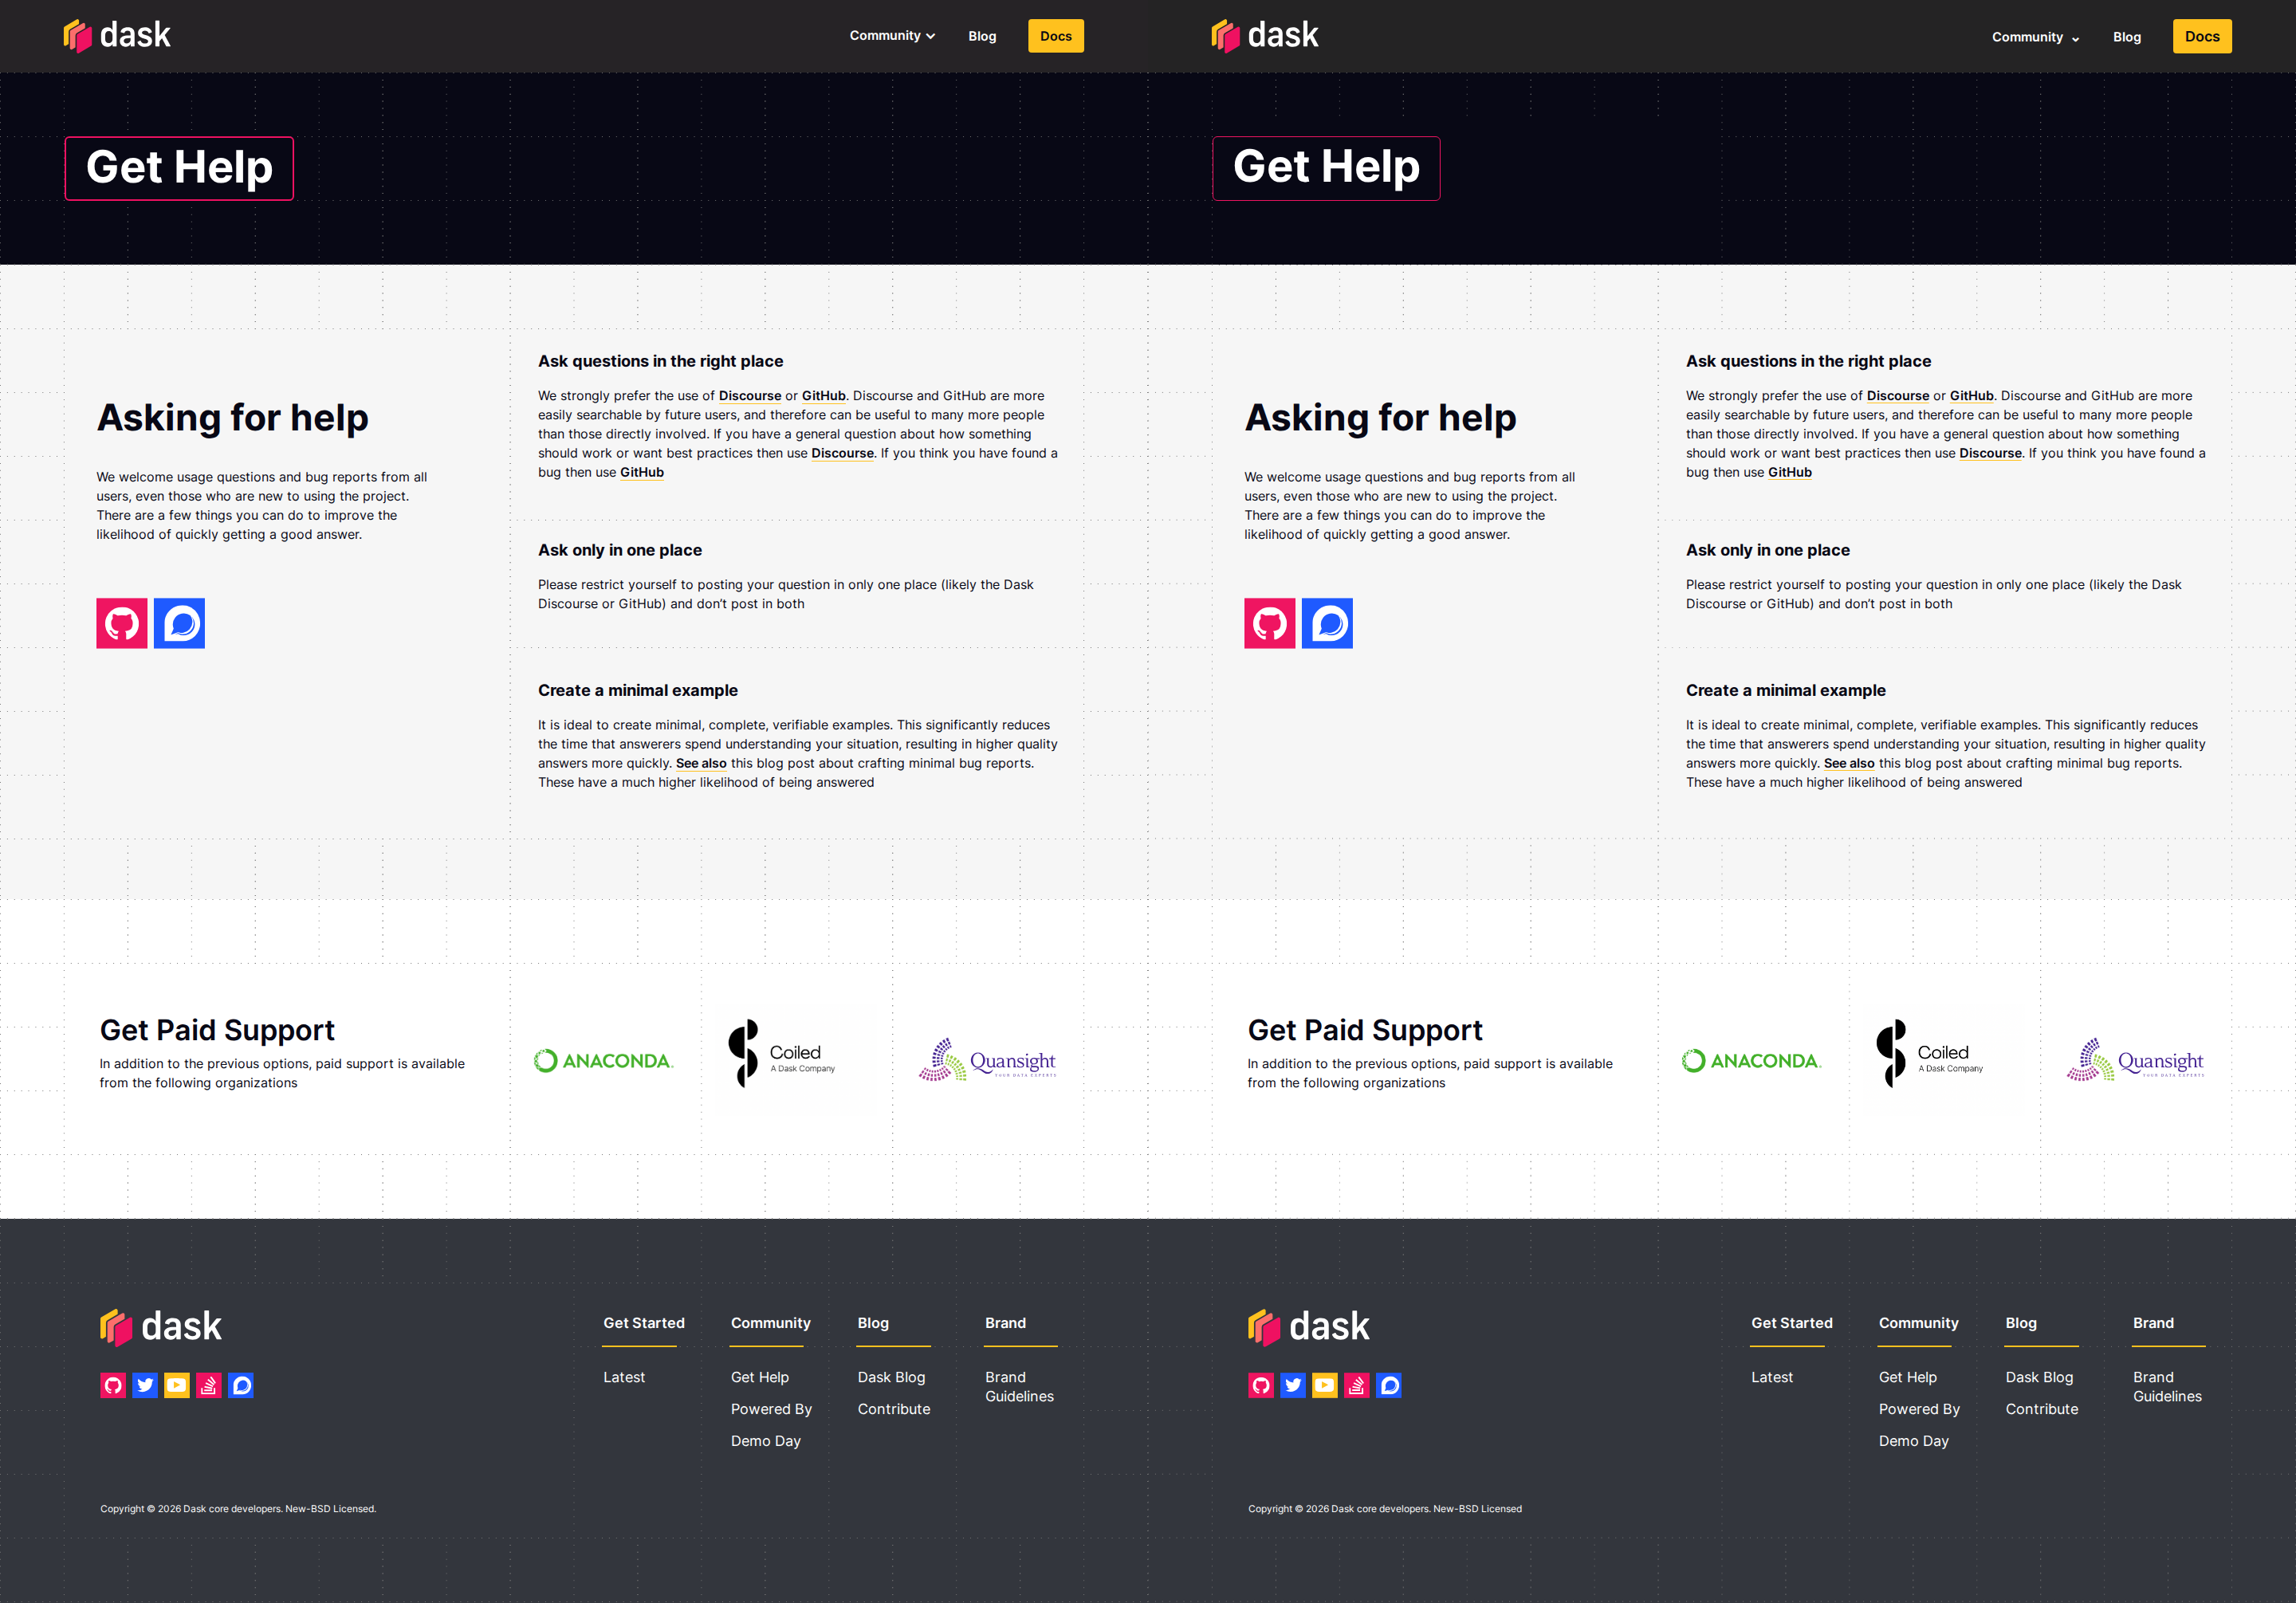 dask
Community
Blog
Docs
Get Help
Asking for help
We welcome usage questions and bug reports from all
users, even those who are new to using the project.
There are a few things you can do to improve the
likelihood of quickly getting a good answer.
Ask questions in the right place
We strongly prefer the use of Discourse or GitHub. Discourse and GitHub are more
easily searchable by future users, and therefore can be useful to many more people
than those directly involved. If you have a general question about how something
should work or want best practices then use Discourse. If you think you have found a
bug then use GitHub
Ask only in one place
Please restrict yourself to posting your question in only one place (likely the Dask
Discourse or GitHub) and don’t post in both
Create a minimal example
It is ideal to create minimal, complete, verifiable examples. This significantly reduces
the time that answerers spend understanding your situation, resulting in higher quality
answers more quickly. See also this blog post about crafting minimal bug reports.
These have a much higher likelihood of being answered
Get Paid Support
In addition to the previous options, paid support is available
from the following organizations
ANACONDA.
Coiled
A Dask Company
Quansight
YOUR DATA EXPERTS
dask
Get Started
Latest
Community
Get Help
Powered By
Demo Day
Blog
Dask Blog
Contribute
Brand
Brand
Guidelines
Copyright © 2026 Dask core developers. New-BSD Licensed.
dask
Community
Blog
Docs
Get Help
Asking for help
We welcome usage questions and bug reports from all
users, even those who are new to using the project.
There are a few things you can do to improve the
likelihood of quickly getting a good answer.
Ask questions in the right place
We strongly prefer the use of Discourse or GitHub. Discourse and GitHub are more
easily searchable by future users, and therefore can be useful to many more people
than those directly involved. If you have a general question about how something
should work or want best practices then use Discourse. If you think you have found a
bug then use GitHub
Ask only in one place
Please restrict yourself to posting your question in only one place (likely the Dask
Discourse or GitHub) and don’t post in both
Create a minimal example
It is ideal to create minimal, complete, verifiable examples. This significantly reduces
the time that answerers spend understanding your situation, resulting in higher quality
answers more quickly. See also this blog post about crafting minimal bug reports.
These have a much higher likelihood of being answered
Get Paid Support
In addition to the previous options, paid support is available
from the following organizations
ANACONDA.
Coiled
A Dask Company
Quansight
YOUR DATA EXPERTS
dask
Get Started
Latest
Community
Get Help
Powered By
Demo Day
Blog
Dask Blog
Contribute
Brand
Brand
Guidelines
Copyright © 2026 Dask core developers. New-BSD Licensed